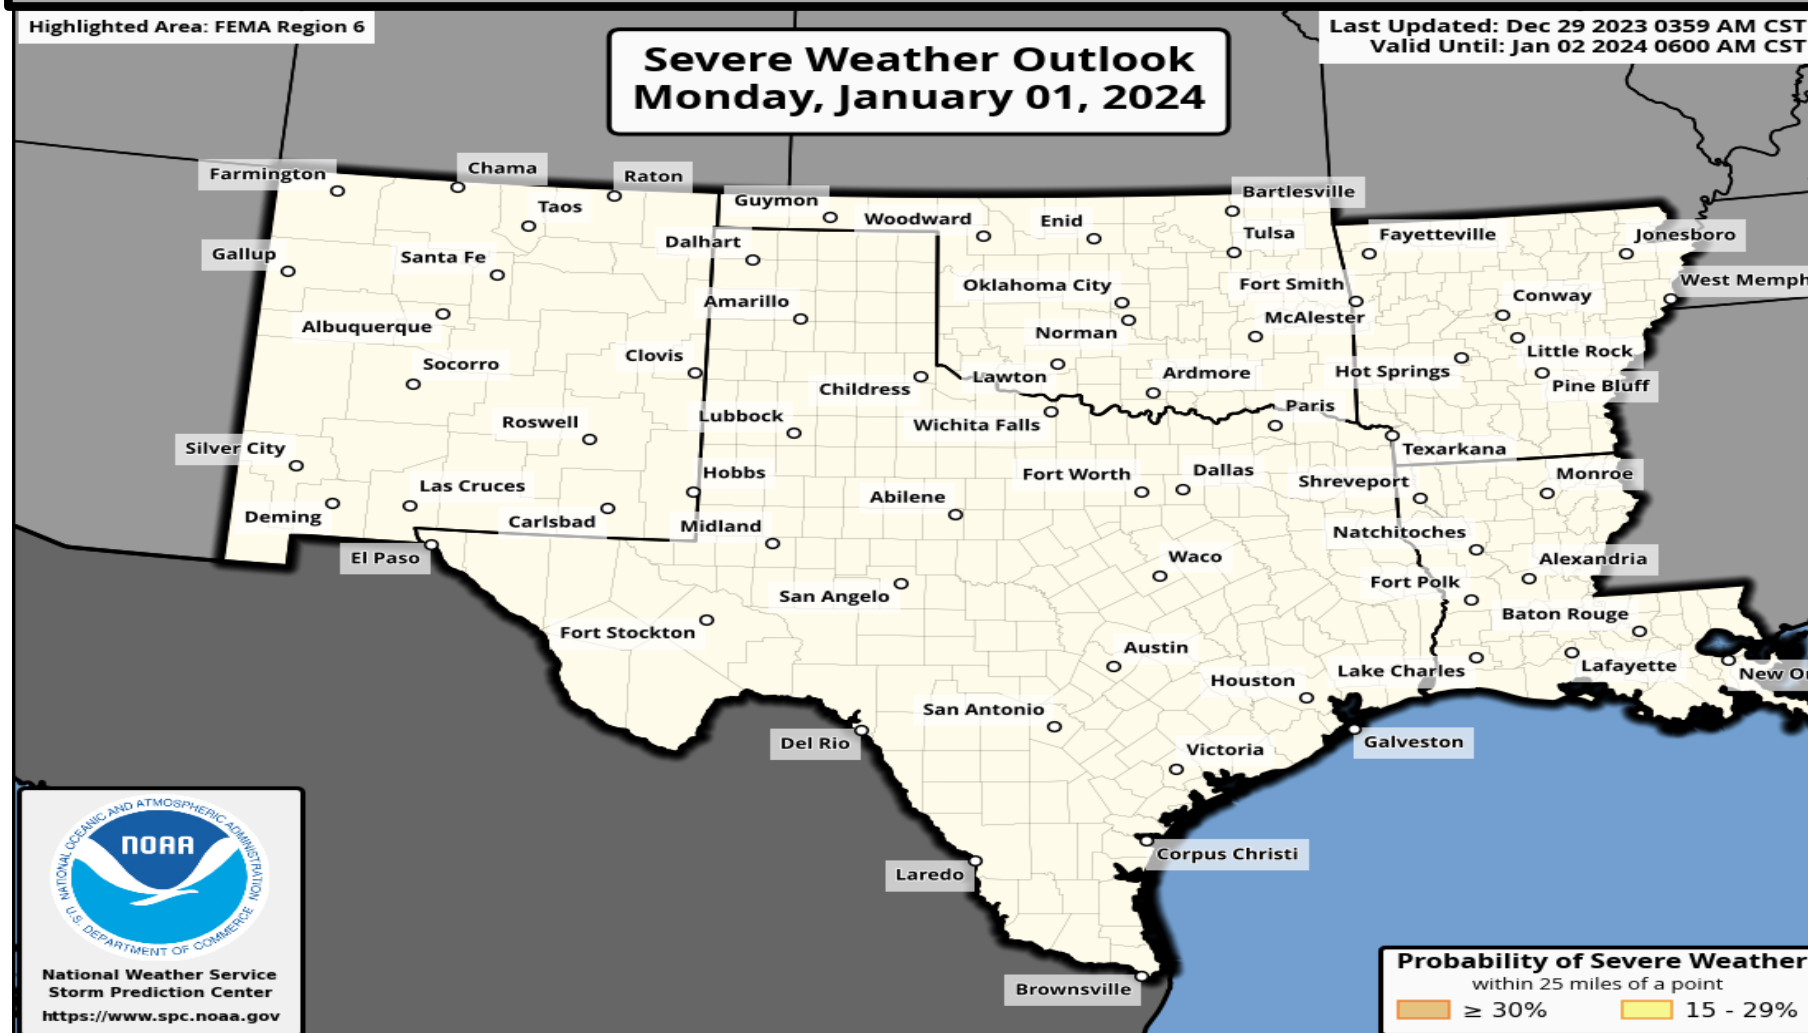 Highlighted Area: FEMA Region 6
Severe Weather Outlook
Monday, January 01, 2024
Last Updated: Dec 29 2023 0359 AM CST
Valid Until: Jan 02 2024 0600 AM CST
Farmington
Chama
Raton
Taos
Guymon
Woodward
Enid
Bartlesville
Tulsa
Fayetteville
Jonesboro
Gallup
Santa Fe
Dalhart
Oklahoma City
Fort Smith
Conway
West Memph
Albuquerque
Amarillo
Norman
McAlester
Little Rock
Socorro
Clovis
Childress
Lawton
Ardmore
Hot Springs
Pine Bluff
Roswell
Lubbock
Wichita Falls
Paris
Texarkana
Silver City
Las Cruces
Hobbs
Abilene
Fort Worth
Dallas
Shreveport
Monroe
Deming
Carlsbad
Midland
Natchitoches
El Paso
San Angelo
Waco
Fort Polk
Alexandria
Fort Stockton
Austin
Baton Rouge
Houston
Lake Charles
Lafayette
New Or
San Antonio
Del Rio
Victoria
Galveston
Laredo
Corpus Christi
Brownsville
NATIONAL OCEANIC AND ATMOSPHERIC ADMINISTRATION
NOAA
U.S. DEPARTMENT OF COMMERCE
National Weather Service
Storm Prediction Center
https://www.spc.noaa.gov
Probability of Severe Weather
within 25 miles of a point
≥ 30%
15 - 29%